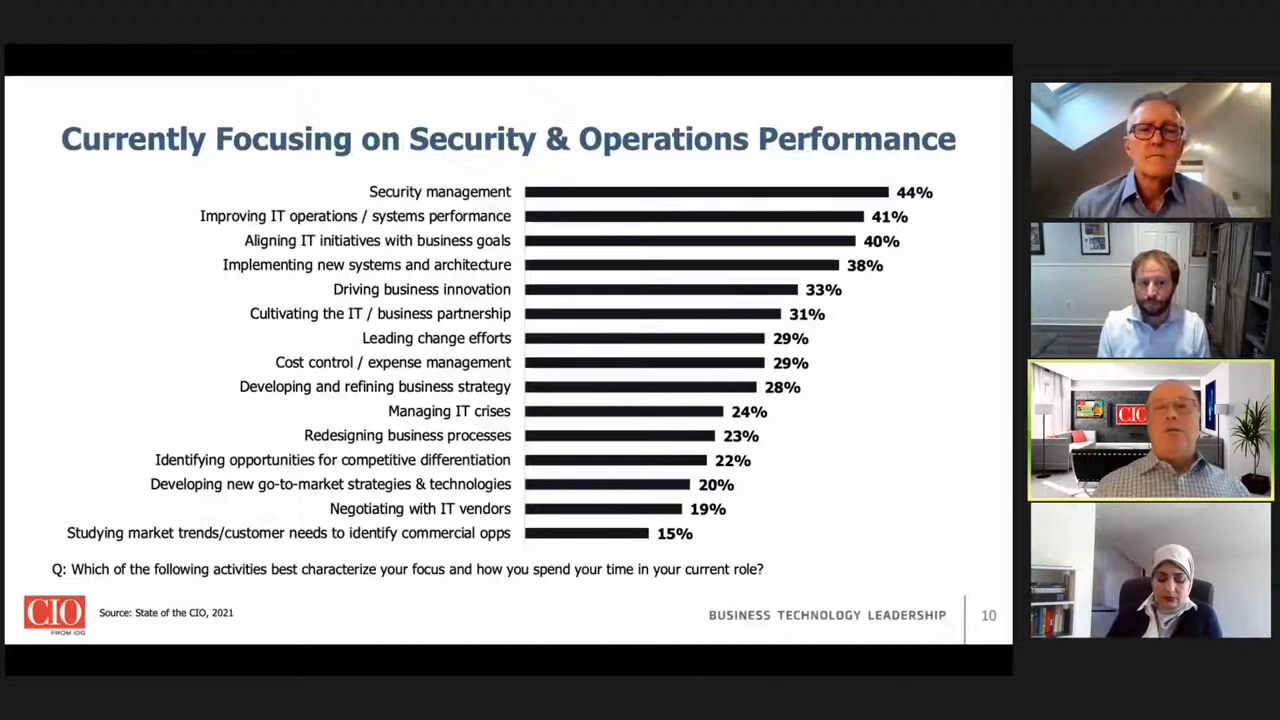 Currently Focusing on Security & Operations Performance
Security management 44%
Improving IT operations / systems performance 41%
Aligning IT initiatives with business goals 40%
Implementing new systems and architecture 38%
Driving business innovation 33%
Cultivating the IT / business partnership 31%
Leading change efforts 29%
Cost control / expense management 29%
Developing and refining business strategy 28%
Managing IT crises 24%
Redesigning business processes 23%
Identifying opportunities for competitive differentiation 22%
Developing new go-to-market strategies & technologies 20%
Negotiating with IT vendors 19%
Studying market trends/customer needs to identify commercial opps 15%
Q: Which of the following activities best characterize your focus and how you spend your time in your current role?
CIO
FROM IDG
Source: State of the CIO, 2021
BUSINESS TECHNOLOGY LEADERSHIP 10
CIO